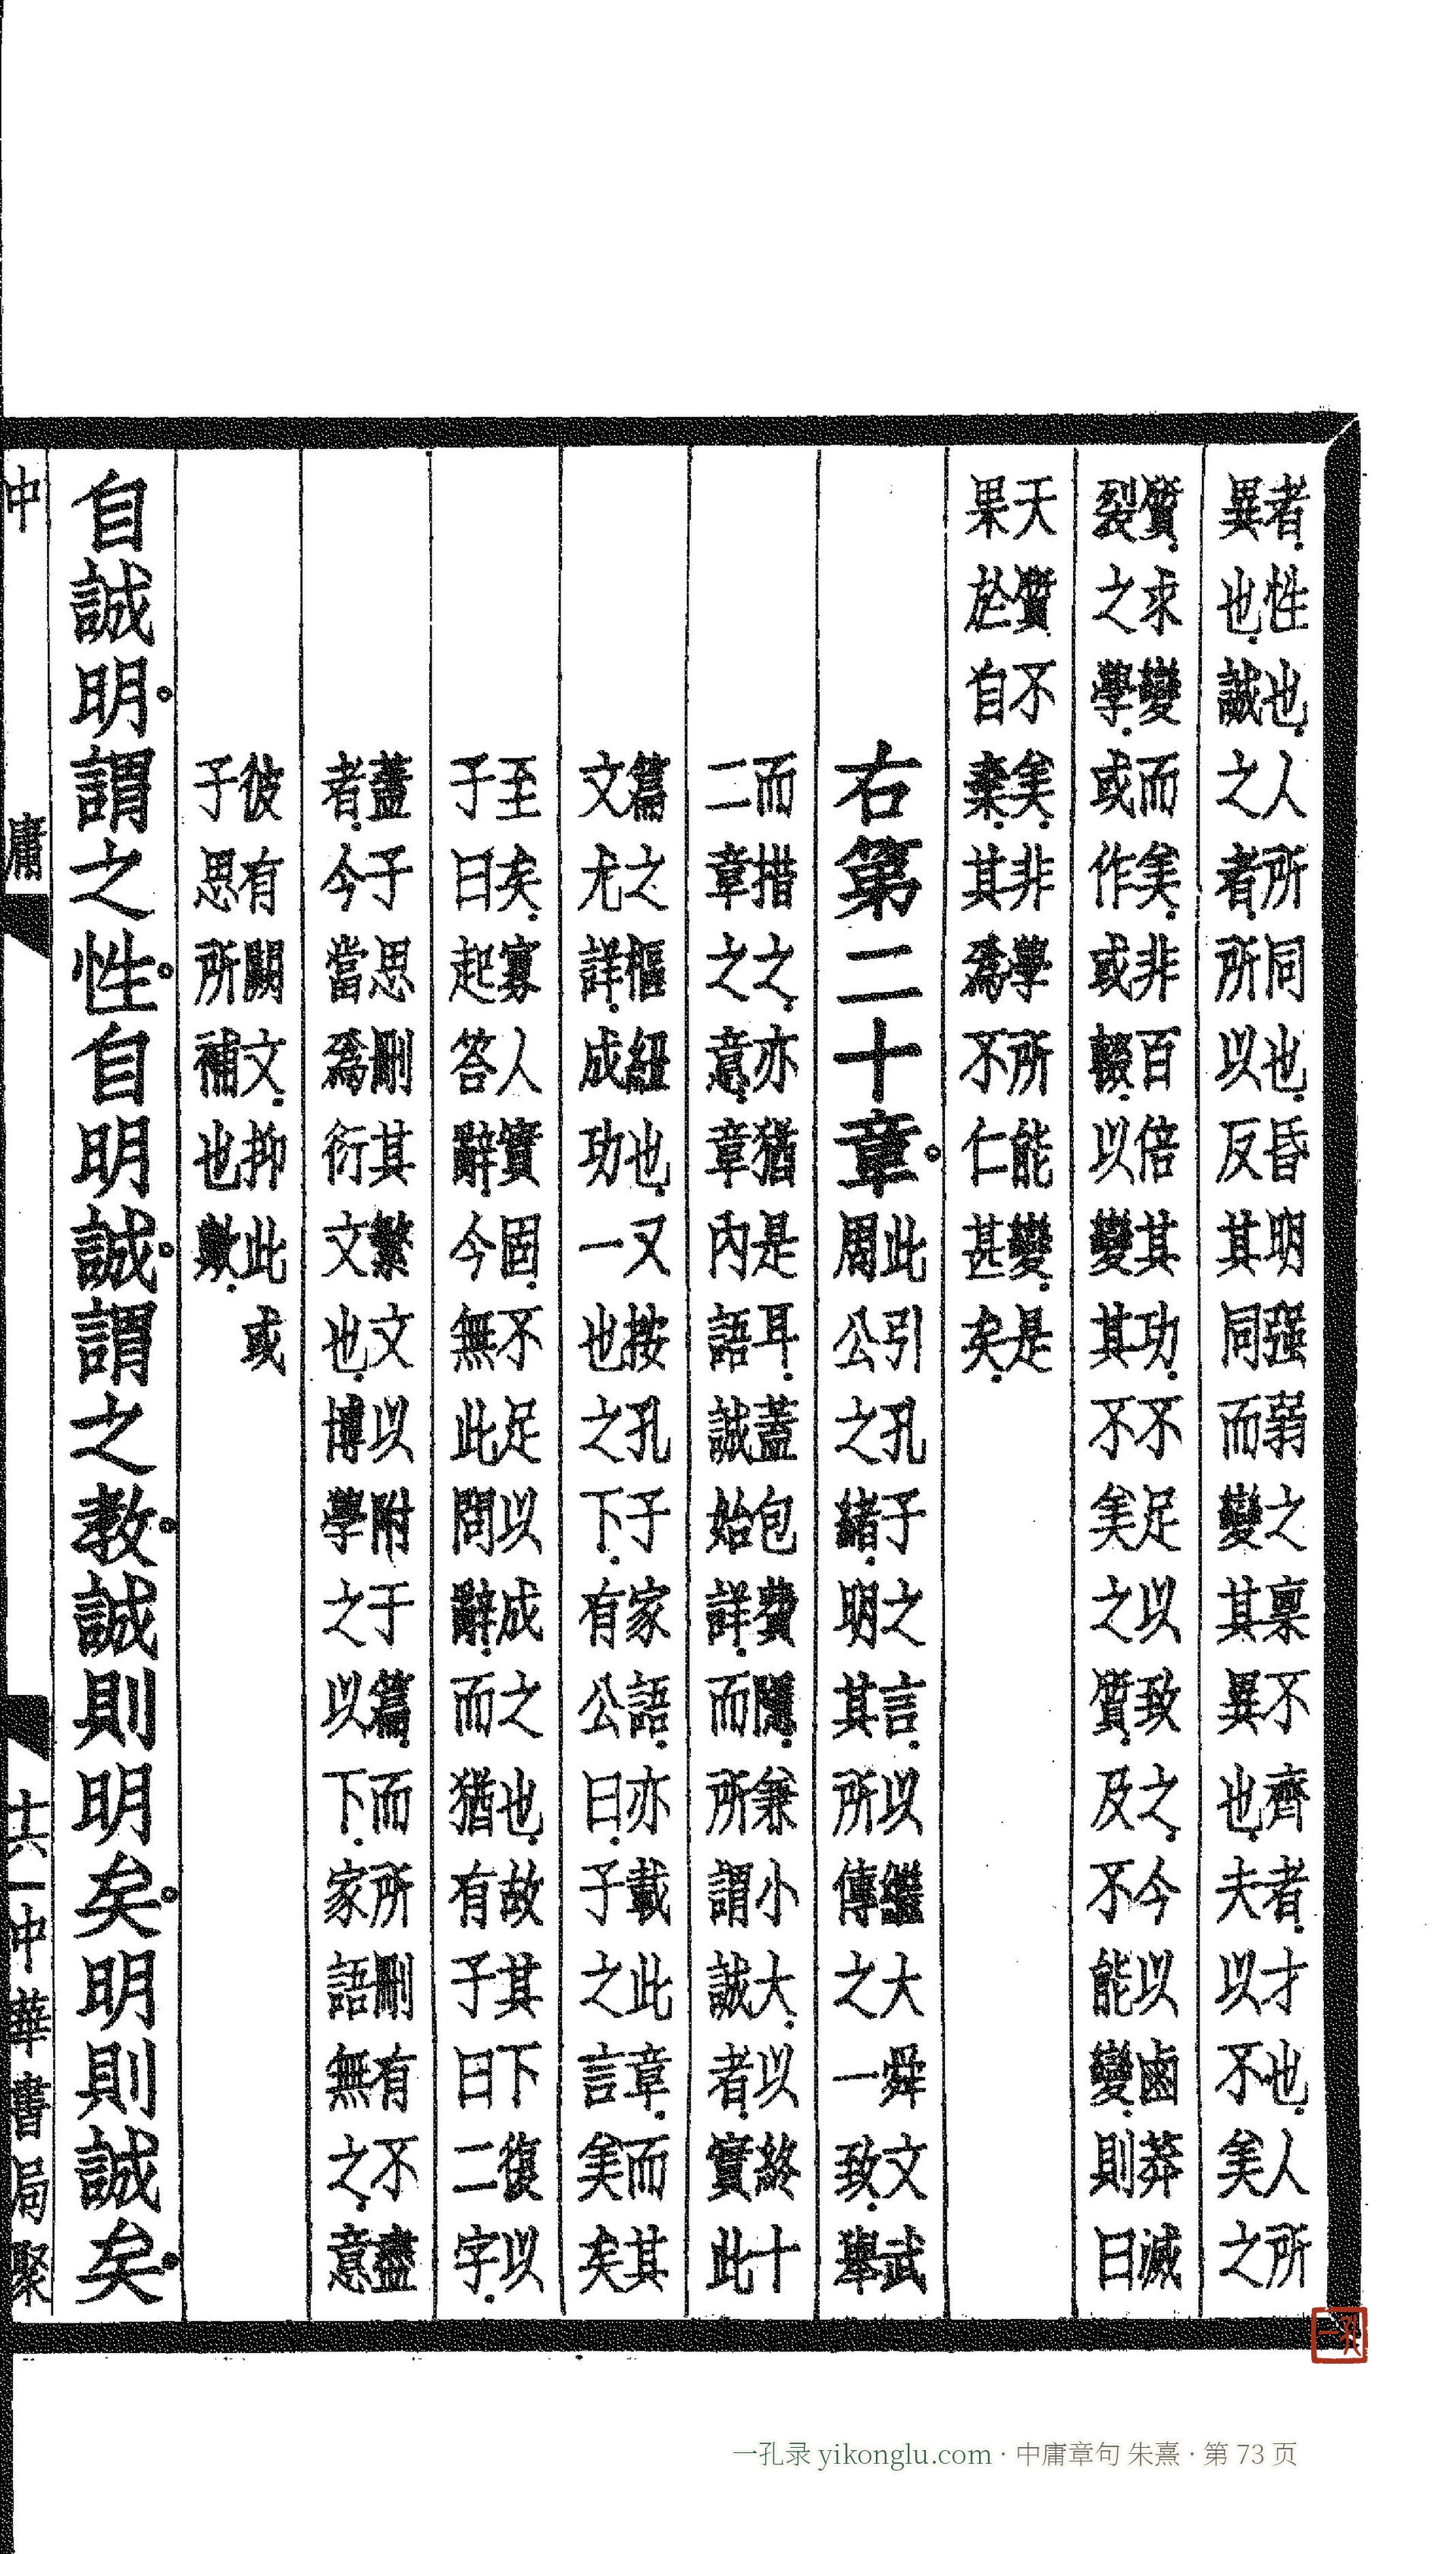 者。性也。人所同也。昏明强弱之稟不齊者。才也。人所
異也。誠之者。所以反其同而變其異也。夫以不美之
質。求變而美。非百倍其功。不足以致之。今以鹵莽滅
裂之學。或作或輟。以變其不美之質。及不能變。則曰
天質不美。非學所能變。是
果於自棄。其爲不仁甚矣。
右第二十章。
此引孔子之言。以繼大舜文武
周公之緒。明其所傳之一致。舉
而措之。亦猶是耳。蓋包費隱。兼小大。以終十
二章之意。章內語誠始詳。而所謂誠者。實此
篇之樞紐也。又按孔子家語。亦載此章。而其
文尤詳。成功一也之下。有公曰。子之言美矣
至矣。寡人實固。不足以成之也。故其下復以
子曰起答辭。今無此問辭。而猶有子曰二字。
蓋子思刪其繁文以附于篇。而所刪有不盡
者。今當爲衍文也。博學之以下。家語無之。意
彼有闕文。抑此或
子思所補也歟。
自誠明。謂之性。自明誠。謂之教。誠則明矣。明則誠矣。
中 庸 十六 中華書局聚
一孔
一孔录 yikonglu.com · 中庸章句 朱熹 · 第 73 页